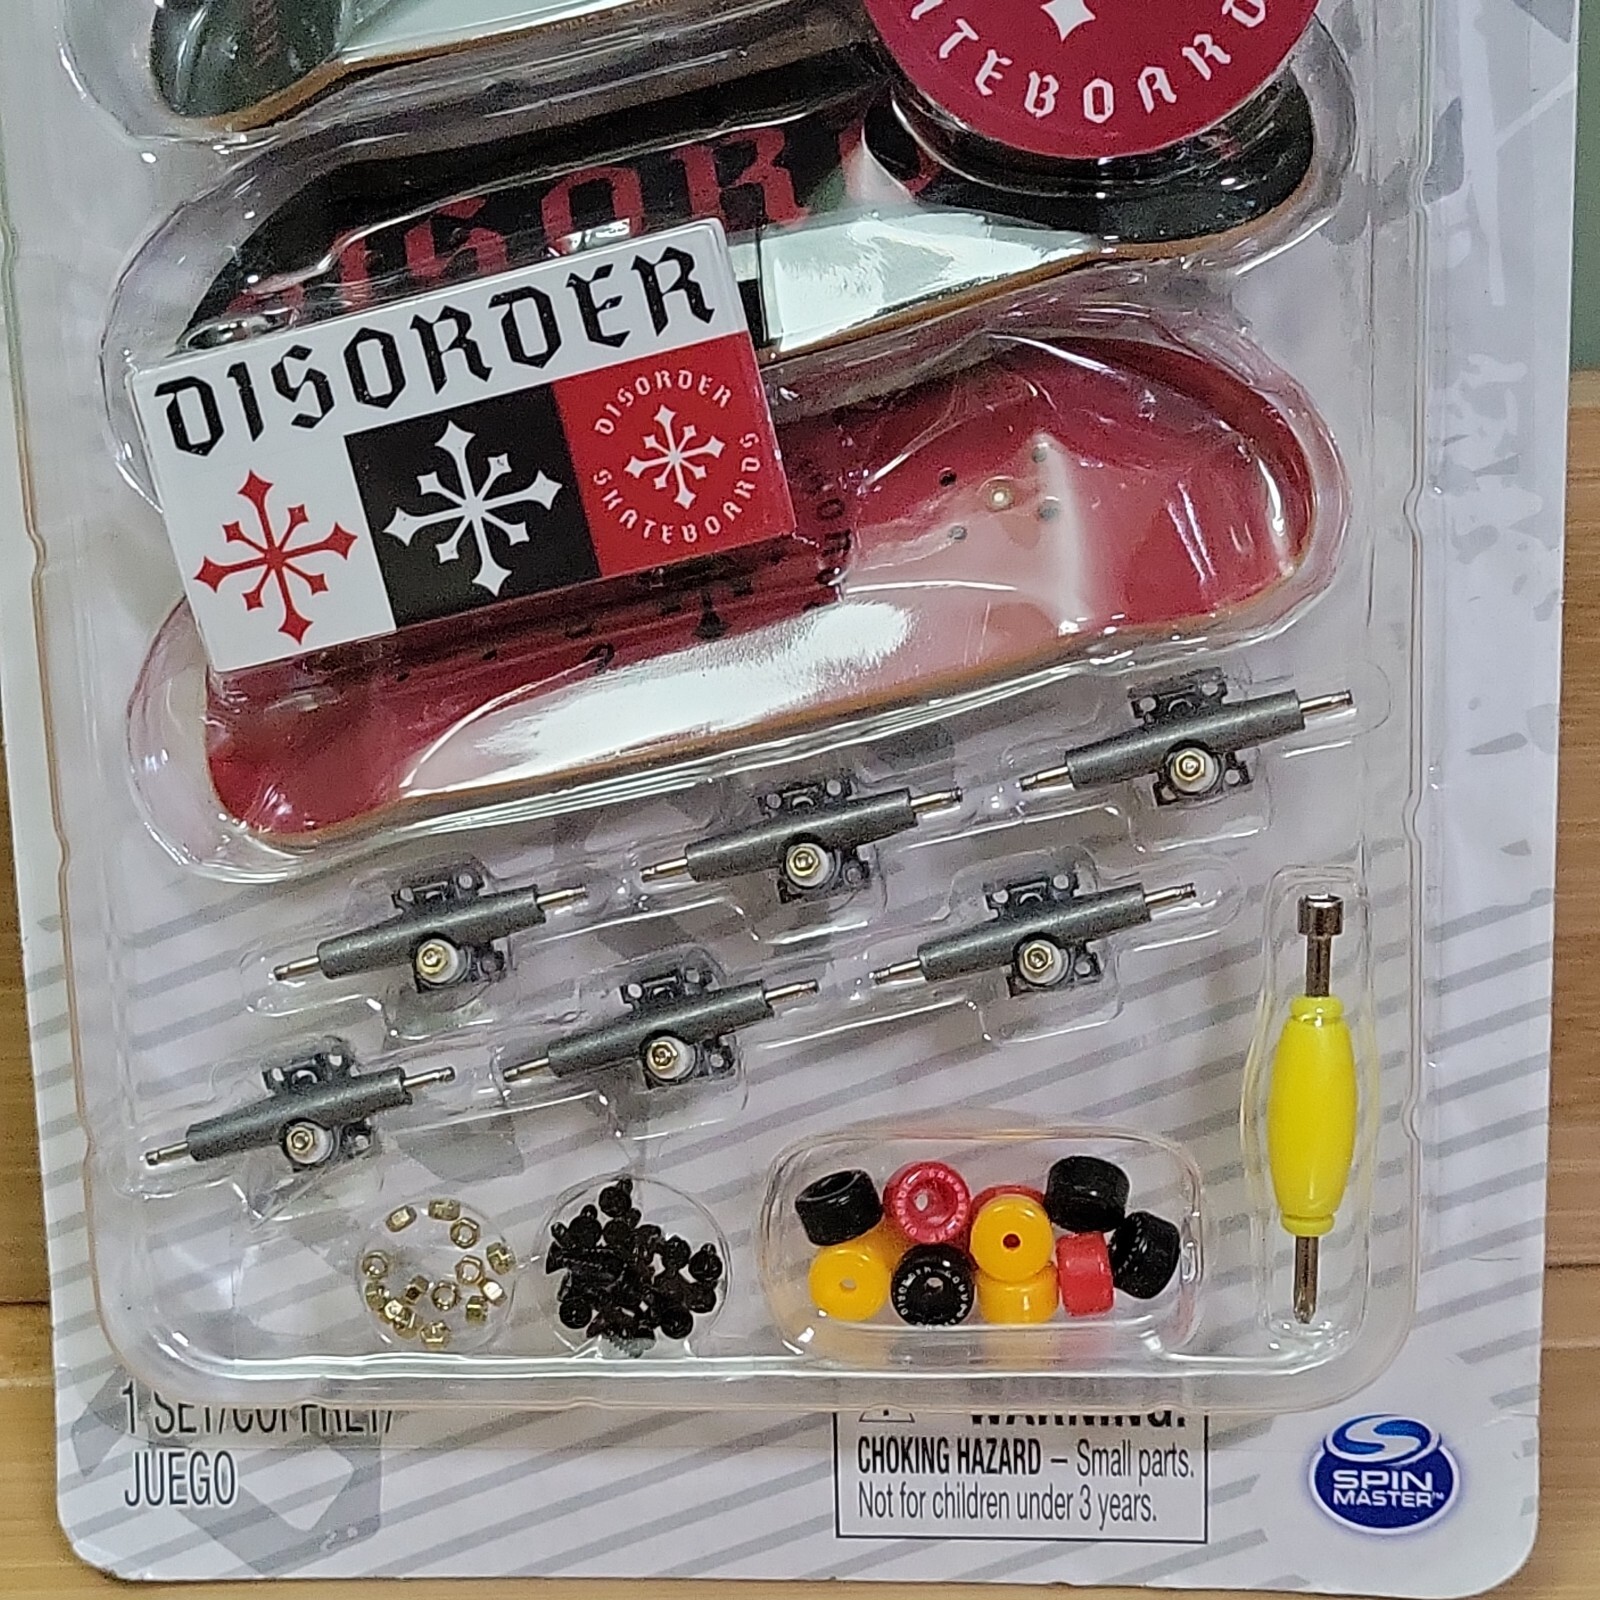 SKATEBOARDS
DISORDER
DISORDER
SKATEBOARDS
1 SET/COFFRET/
JUEGO
WARNING:
CHOKING HAZARD – Small parts.
Not for children under 3 years.
SPIN
MASTER™